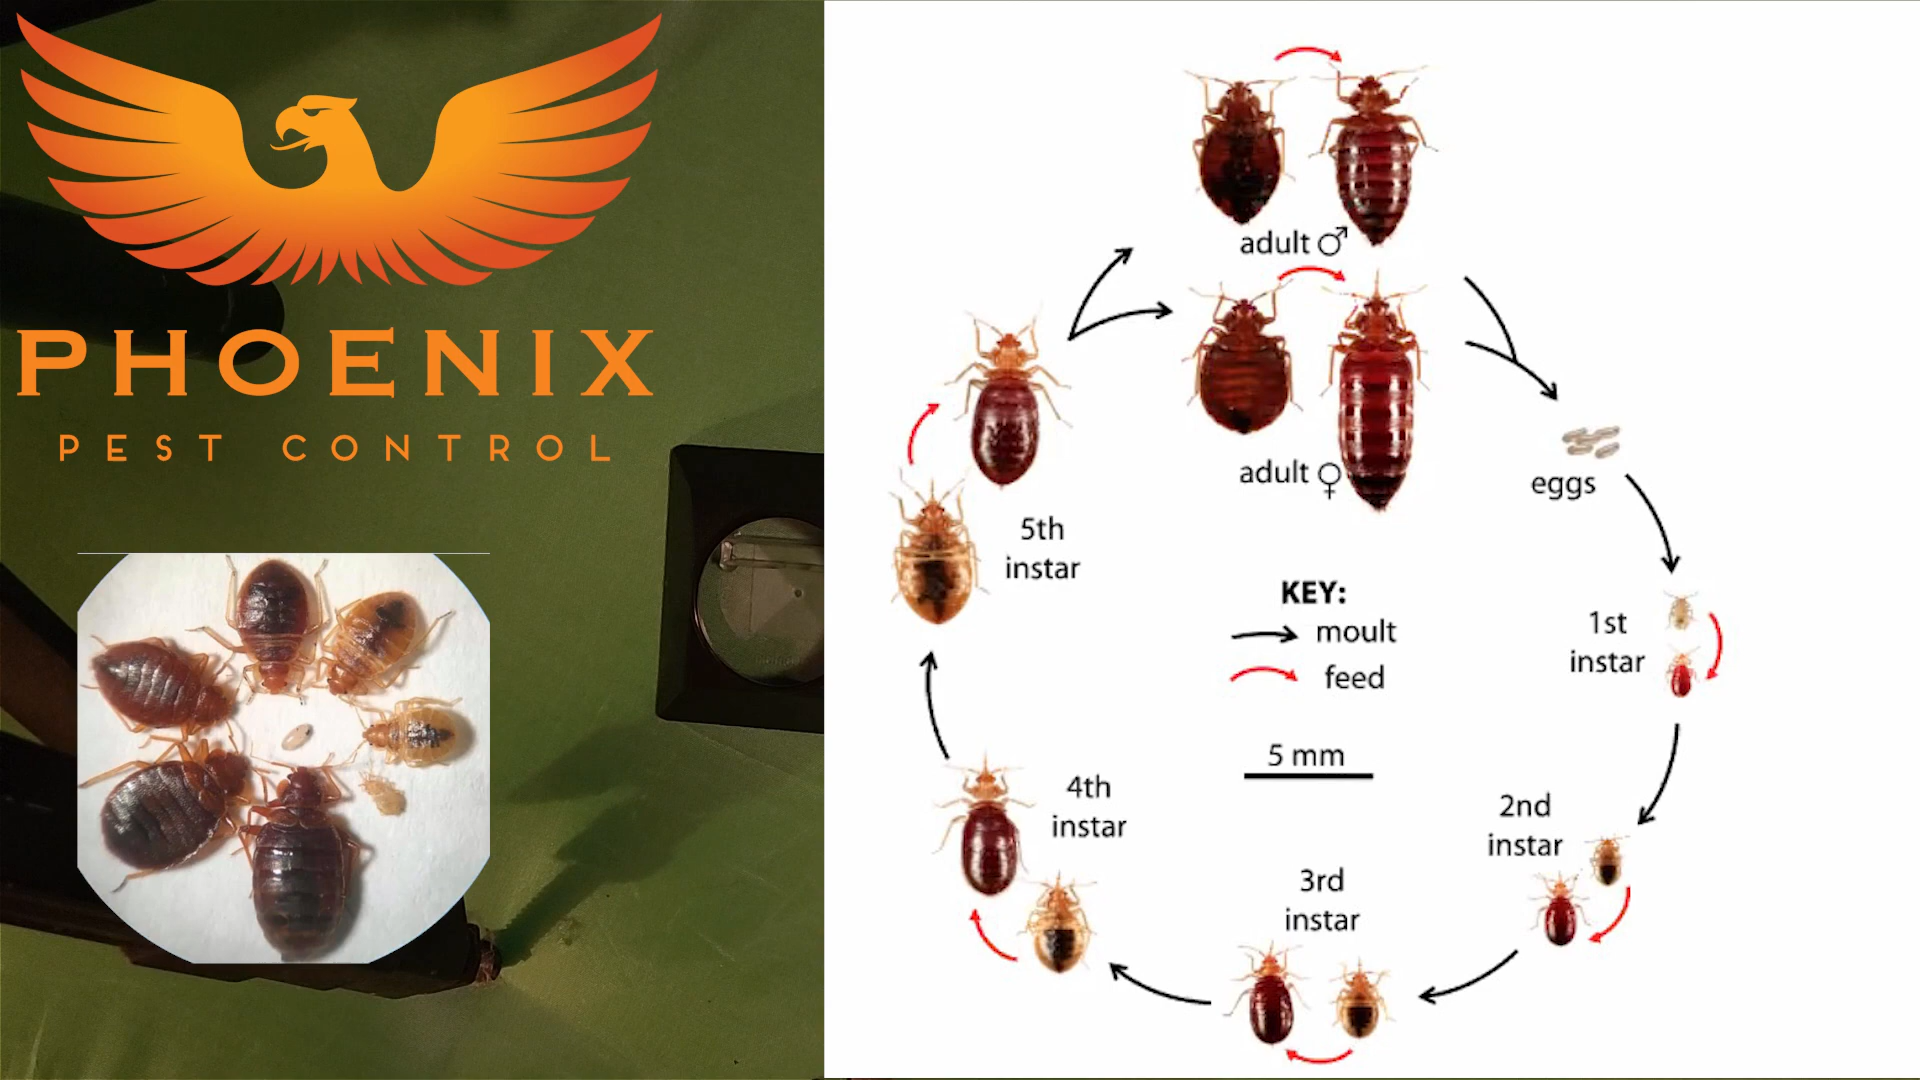 PHOENIX
PEST CONTROL
adult ♂
adult ♀
eggs
1st
instar
2nd
instar
3rd
instar
4th
instar
5th
instar
KEY:
moult
feed
5 mm